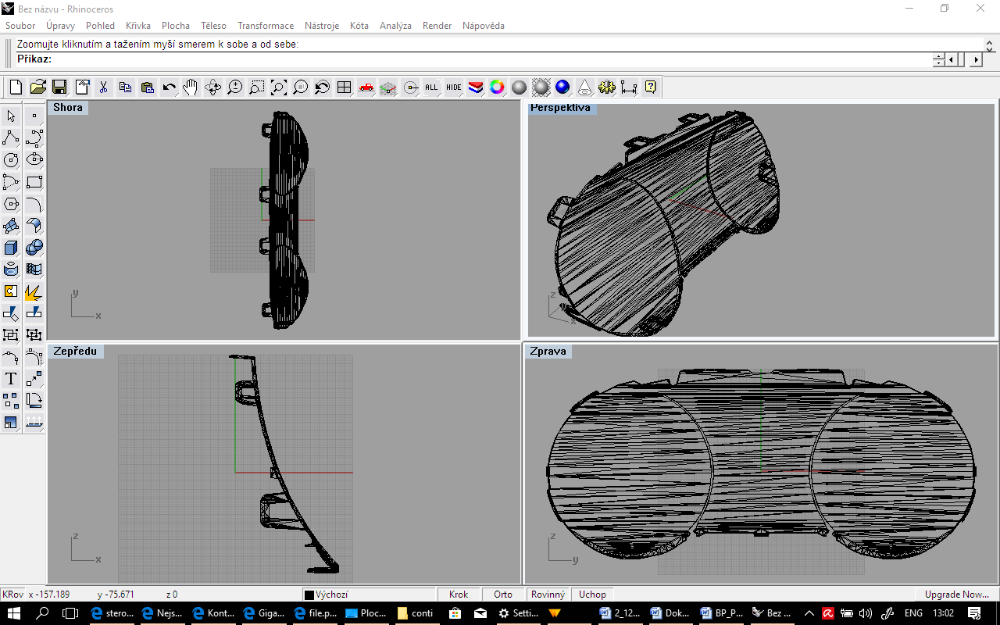 Bez názvu - Rhinoceros
Soubor Úpravy Pohled Křivka Plocha Těleso Transformace Nástroje Kóta Analýza Render Nápověda
Zoomujte kliknutím a tažením myší smerem k sobe a od sebe:
Příkaz:
ALL HIDE
Shora
Perspektiva
y
x
z
x
Zepředu
Zprava
z
x
z
y
T
KRov x -157.189 y -75.671 z 0 Výchozí Krok Orto Rovinný Uchop Upgrade Now...
stero... Nejs... Kont... Giga... file.p... Ploc... conti Setti... 2_12... Dok... BP_P... Bez ... ENG 13:02